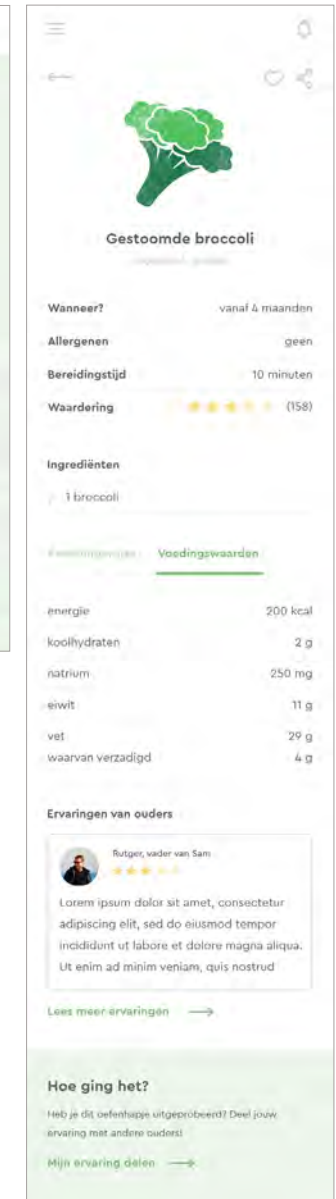 Gestoomde broccoli
Wanneer? vanaf 4 maanden
Allergenen geen
Bereidingstijd 10 minuten
Waardering (158)
Ingrediënten
1 broccoli
Voedingswaarden
energie 200 kcal
koolhydraten 2 g
natrium 250 mg
eiwit 11 g
vet 29 g
waarvan verzadigd 4 g
Ervaringen van ouders
Rutger, vader van Sam
Lorem ipsum dolor sit amet, consectetur
adipiscing elit, sed do eiusmod tempor
incididunt ut labore et dolore magna aliqua.
Ut enim ad minim veniam, quis nostrud
Lees meer ervaringen
Hoe ging het?
Heb je dit oefenhapje uitgeprobeerd? Deel jouw
ervaring met andere ouders!
Mijn ervaring delen